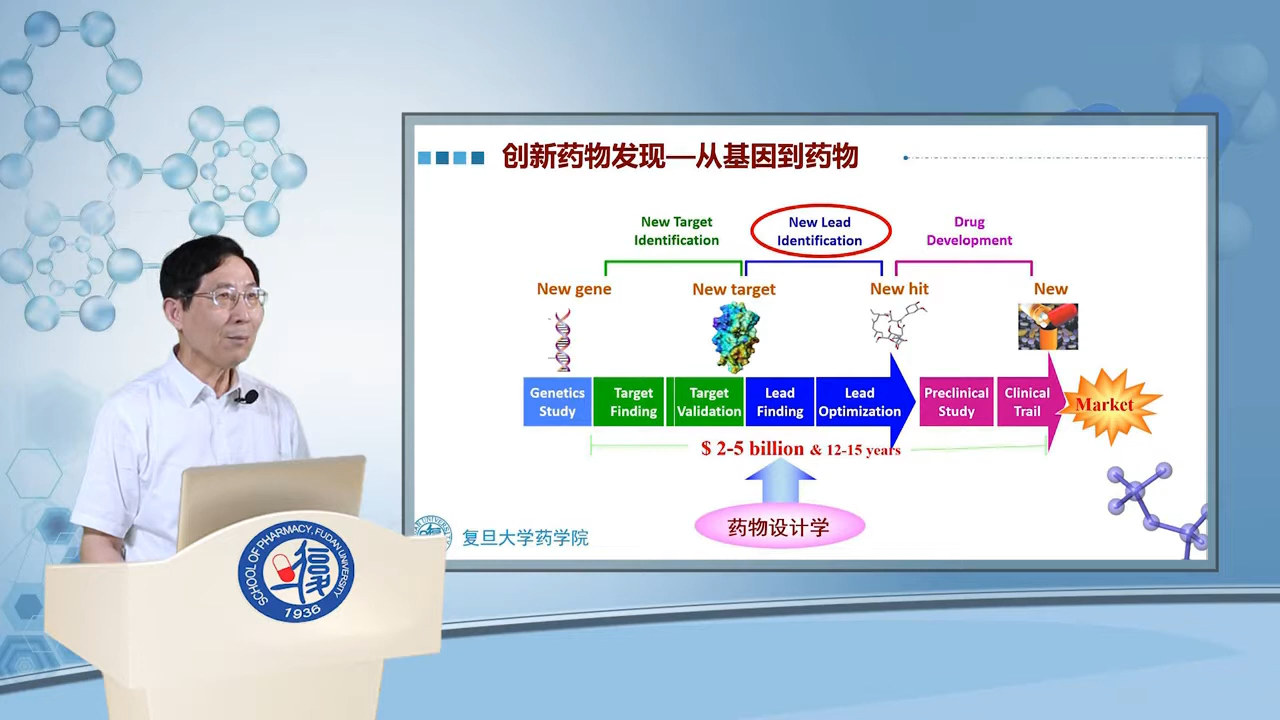 创新药物发现—从基因到药物
New Target
Identification
New Lead
Identification
Drug
Development
New gene
New target
New hit
New
Genetics
Study
Target
Finding
Target
Validation
Lead
Finding
Lead
Optimization
Preclinical
Study
Clinical
Trail
Market
$ 2-5 billion & 12-15 years
药物设计学
复旦大学药学院
SCHOOL OF PHARMACY, FUDAN UNIVERSITY
1936